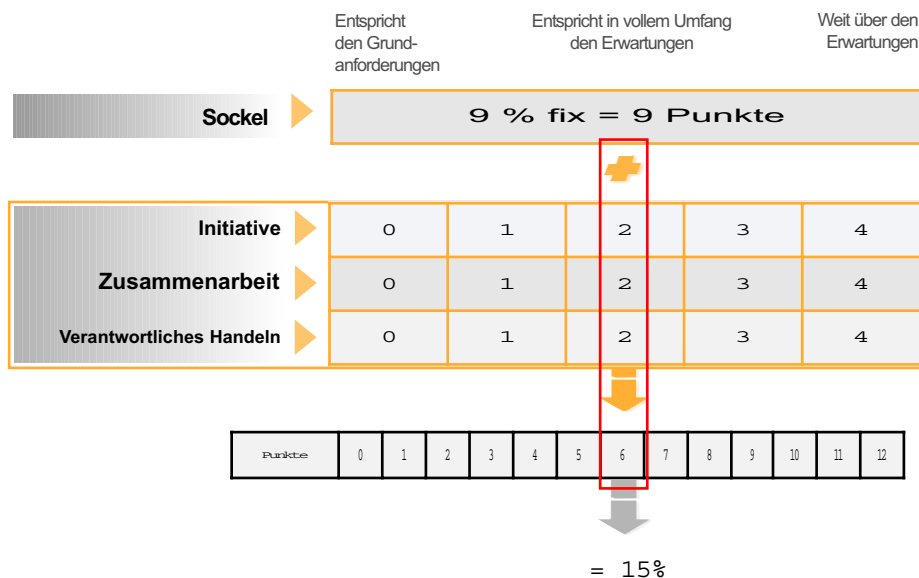 Entspricht
den Grund-
anforderungen
Entspricht in vollem Umfang
den Erwartungen
Weit über den
Erwartungen
Sockel
9 % fix = 9 Punkte
Initiative 0 1 2 3 4
Zusammenarbeit 0 1 2 3 4
Verantwortliches Handeln 0 1 2 3 4
Punkte 0 1 2 3 4 5 6 7 8 9 10 11 12
= 15%